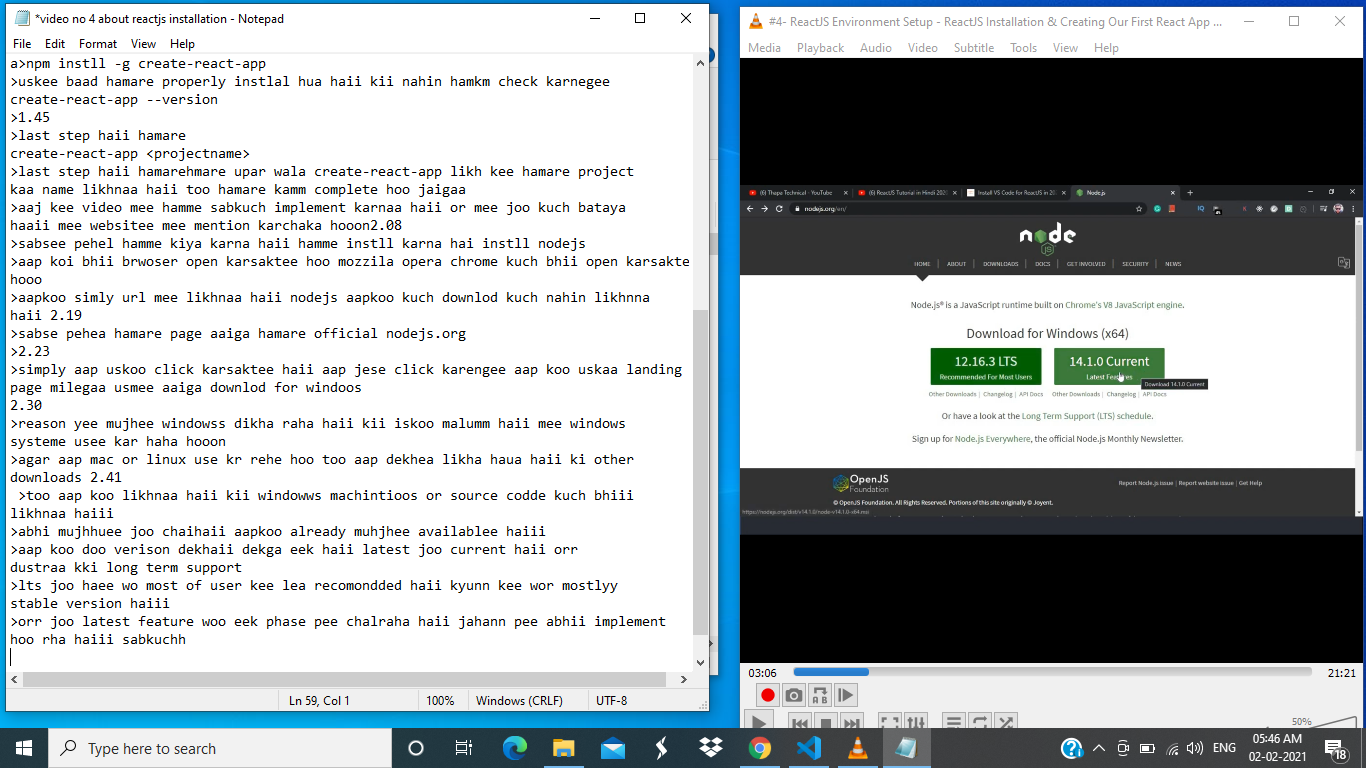 *video no 4 about reactjs installation - Notepad
File Edit Format View Help
a>npm instll -g create-react-app
>uskee baad hamare properly instlal hua haii kii nahin hamkm check karnegee
create-react-app --version
>1.45
>last step haii hamare
create-react-app <projectname>
>last step haii hamarehmare upar wala create-react-app likh kee hamare project
kaa name likhnaa haii too hamare kamm complete hoo jaigaa
>aaj kee video mee hamme sabkuch implement karnaa haii or mee joo kuch bataya
haaii mee websitee mee mention karchaka hooon2.08
>sabsee pehel hamme kiya karna haii hamme instll karna hai instll nodejs
>aap koi bhii brwoser open karsaktee hoo mozzila opera chrome kuch bhii open karsakte
hooo
>aapkoo simly url mee likhnaa haii nodejs aapkoo kuch downlod kuch nahin likhnna
haii 2.19
>sabse pehea hamare page aaiga hamare official nodejs.org
>2.23
>simply aap uskoo click karsaktee haii aap jese click karengee aap koo uskaa landing
page milegaa usmee aaiga downlod for windoos
2.30
>reason yee mujhee windowss dikha raha haii kii iskoo malumm haii mee windows
systeme usee kar haha hooon
>agar aap mac or linux use kr rehe hoo too aap dekhea likha haua haii ki other
downloads 2.41
>too aap koo likhnaa haii kii windowws machintioos or source codde kuch bhiii
likhnaa haiii
>abhi mujhhuee joo chaihaii aapkoo already muhjhee availablee haiii
>aap koo doo verison dekhaii dekga eek haii latest joo current haii orr
dustraa kki long term support
>lts joo haee wo most of user kee lea recomondded haii kyunn kee wor mostlyy
stable version haiii
>orr joo latest feature woo eek phase pee chalraha haii jahann pee abhii implement
hoo rha haiii sabkuchh
Ln 59, Col 1 100% Windows (CRLF) UTF-8
#4- ReactJS Environment Setup - ReactJS Installation & Creating Our First React App ...
Media Playback Audio Video Subtitle Tools View Help
(6) Thapa Technical - YouTube (6) ReactJS Tutorial in Hindi 202 Install VS Code for ReactJS in 20 Node.js
nodejs.org/en/
node
JS
HOME | ABOUT | DOWNLOADS | DOCS | GET INVOLVED | SECURITY | NEWS
Node.js® is a JavaScript runtime built on Chrome's V8 JavaScript engine.
Download for Windows (x64)
12.16.3 LTS 14.1.0 Current
Recommended For Most Users Latest Features
Download 14.1.0 Current
Other Downloads | Changelog | API Docs Other Downloads | Changelog | API Docs
Or have a look at the Long Term Support (LTS) schedule.
Sign up for Node.js Everywhere, the official Node.js Monthly Newsletter.
OpenJS
Foundation
Report Node.js issue | Report website issue | Get Help
© OpenJS Foundation. All Rights Reserved. Portions of this site originally © Joyent.
https://nodejs.org/dist/v14.1.0/node-v14.1.0-x64.msi
03:06 21:21
A B
50%
Type here to search
ENG
05:46 AM
02-02-2021
18